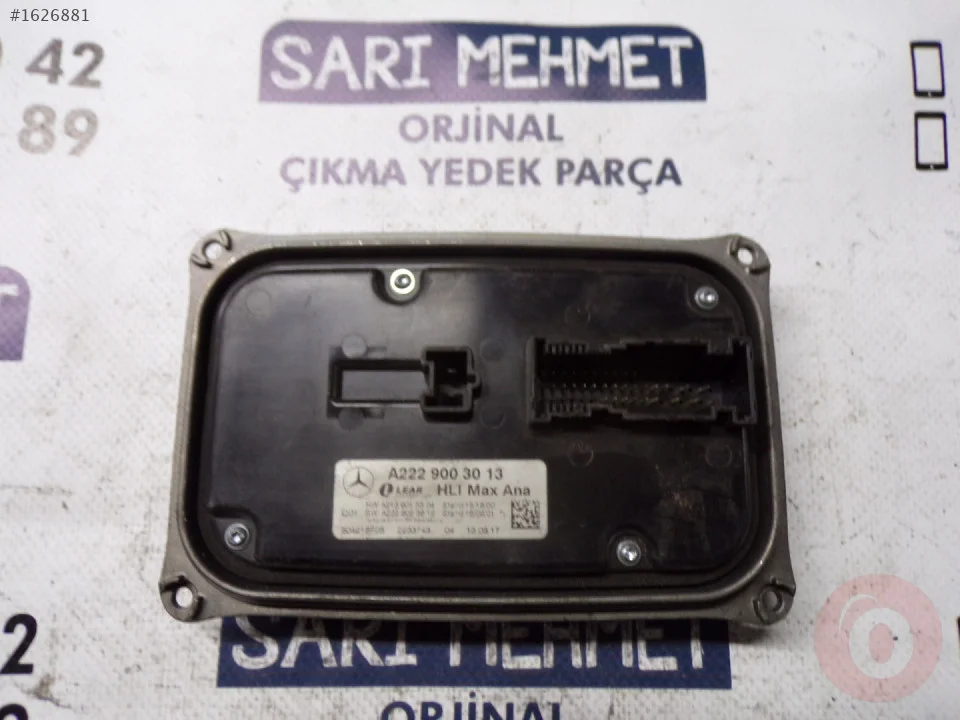 #1626881
42
89
SARI MEHMET
ORJİNAL
ÇIKMA YEDEK PARÇA
A222 900 30 13
LEAR HLI Max Ana
SARI MEHMET
ORJİNAL
2